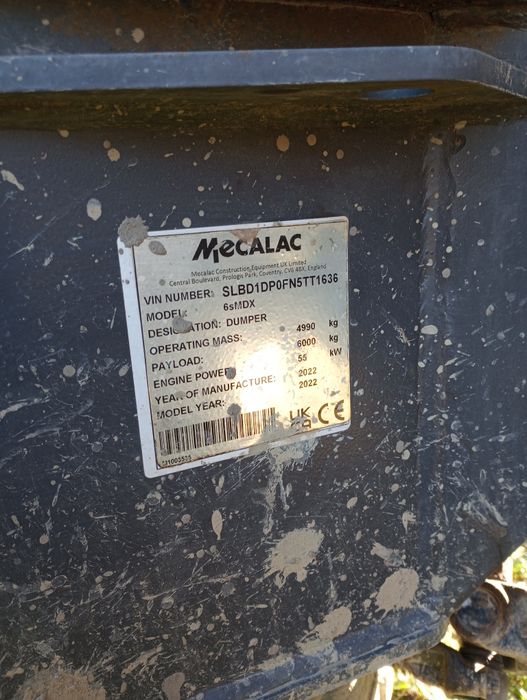 MECALAC
Mecalac Construction Equipment UK Limited
Central Boulevard, Prologis Park, Coventry, CV6 4BX, England
VIN NUMBER: SLBD1DP0FN5TT1636
MODEL: 6sMDX
DESIGNATION: DUMPER
OPERATING MASS: 4990 kg
PAYLOAD: 6000 kg
ENGINE POWER: 55 kW
YEAR OF MANUFACTURE: 2022
MODEL YEAR: 2022
UK CA CE